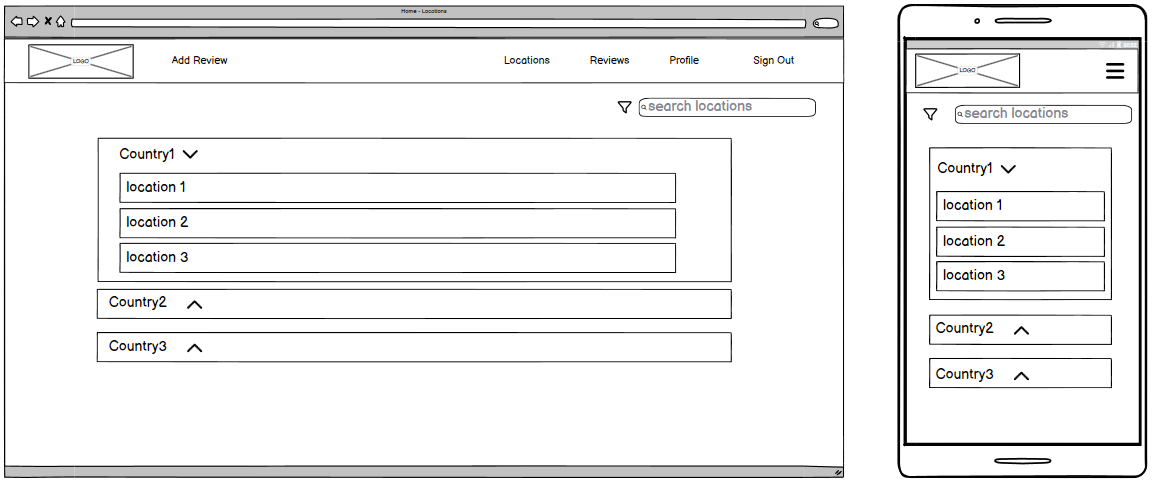 Home - Locations
LOGO
Add Review
Locations
Reviews
Profile
Sign Out
search locations
Country1
location 1
location 2
location 3
Country2
Country3
LOGO
search locations
Country1
location 1
location 2
location 3
Country2
Country3